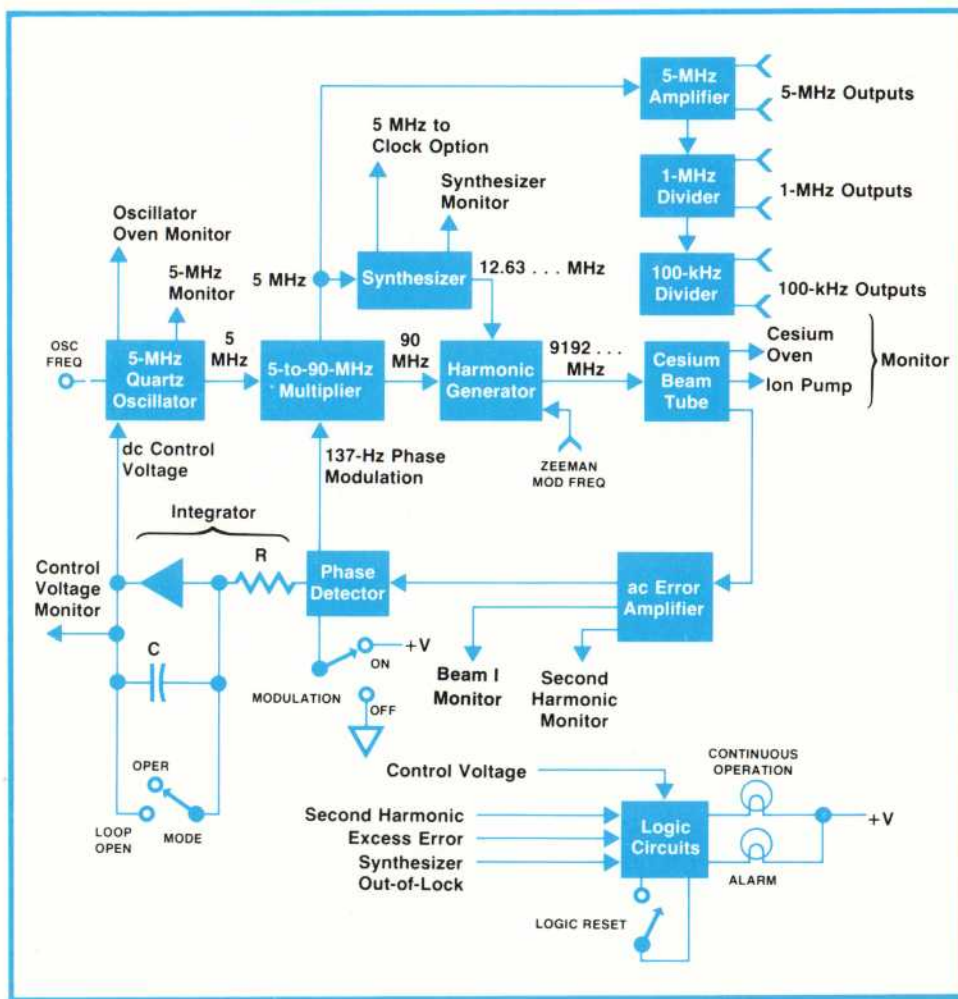 5-MHz
Amplifier
5-MHz Outputs
5 MHz to
Clock Option
Synthesizer
Monitor
1-MHz
Divider
1-MHz Outputs
Oscillator
Oven Monitor
5-MHz
Monitor
5 MHz
Synthesizer
12.63 . . . MHz
100-kHz
Divider
100-kHz Outputs
OSC
FREQ
5-MHz
Quartz
Oscillator
5
MHz
5-to-90-MHz
Multiplier
90
MHz
Harmonic
Generator
9192 . . .
MHz
Cesium
Beam
Tube
Cesium
Oven
Ion Pump
Monitor
dc Control
Voltage
137-Hz Phase
Modulation
ZEEMAN
MOD FREQ
Integrator
R
Control
Voltage
Monitor
Phase
Detector
ac Error
Amplifier
C
+V
ON
MODULATION
OFF
Beam I
Monitor
Second
Harmonic
Monitor
OPER
LOOP
OPEN
MODE
Control Voltage
CONTINUOUS
OPERATION
Second Harmonic
Excess Error
Synthesizer
Out-of-Lock
Logic
Circuits
+V
ALARM
LOGIC RESET